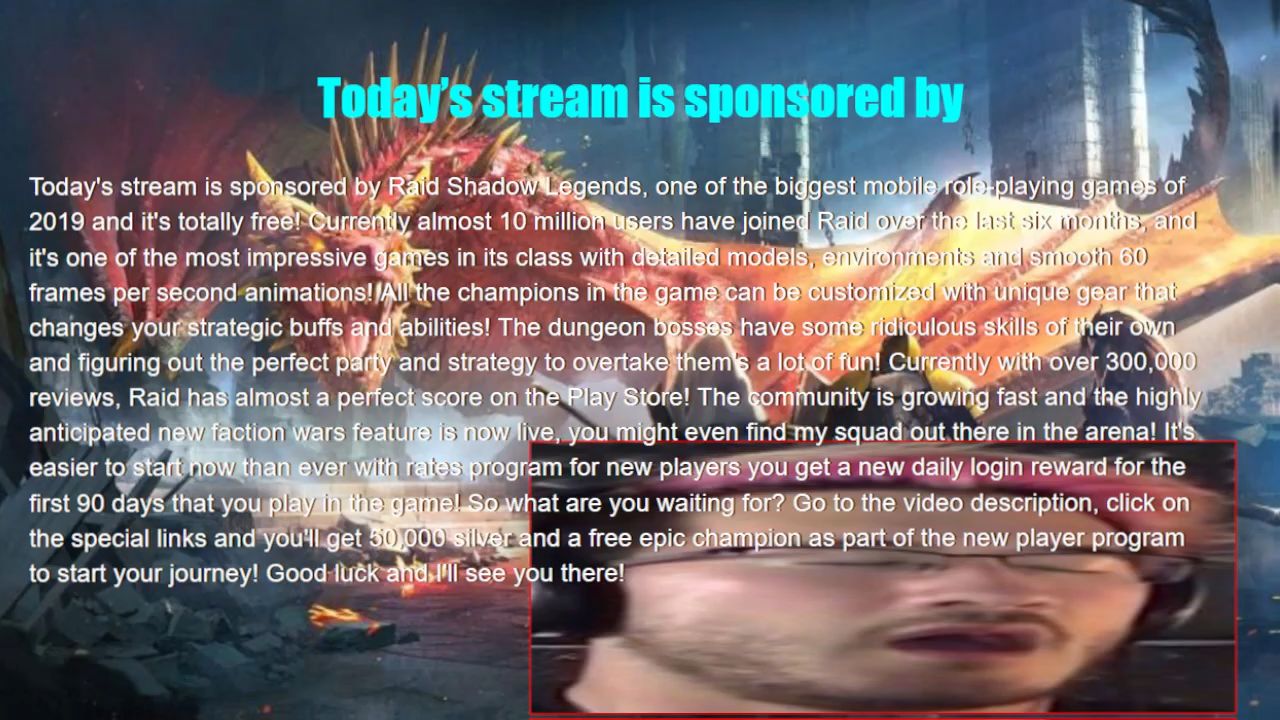 Today’s stream is sponsored by
Today's stream is sponsored by Raid Shadow Legends, one of the biggest mobile role-playing games of
2019 and it's totally free! Currently almost 10 million users have joined Raid over the last six months, and
it's one of the most impressive games in its class with detailed models, environments and smooth 60
frames per second animations! All the champions in the game can be customized with unique gear that
changes your strategic buffs and abilities! The dungeon bosses have some ridiculous skills of their own
and figuring out the perfect party and strategy to overtake them's a lot of fun! Currently with over 300,000
reviews, Raid has almost a perfect score on the Play Store! The community is growing fast and the highly
anticipated new faction wars feature is now live, you might even find my squad out there in the arena! It's
easier to start now than ever with rates program for new players you get a new daily login reward for the
first 90 days that you play in the game! So what are you waiting for? Go to the video description, click on
the special links and you'll get 50,000 silver and a free epic champion as part of the new player program
to start your journey! Good luck and I'll see you there!